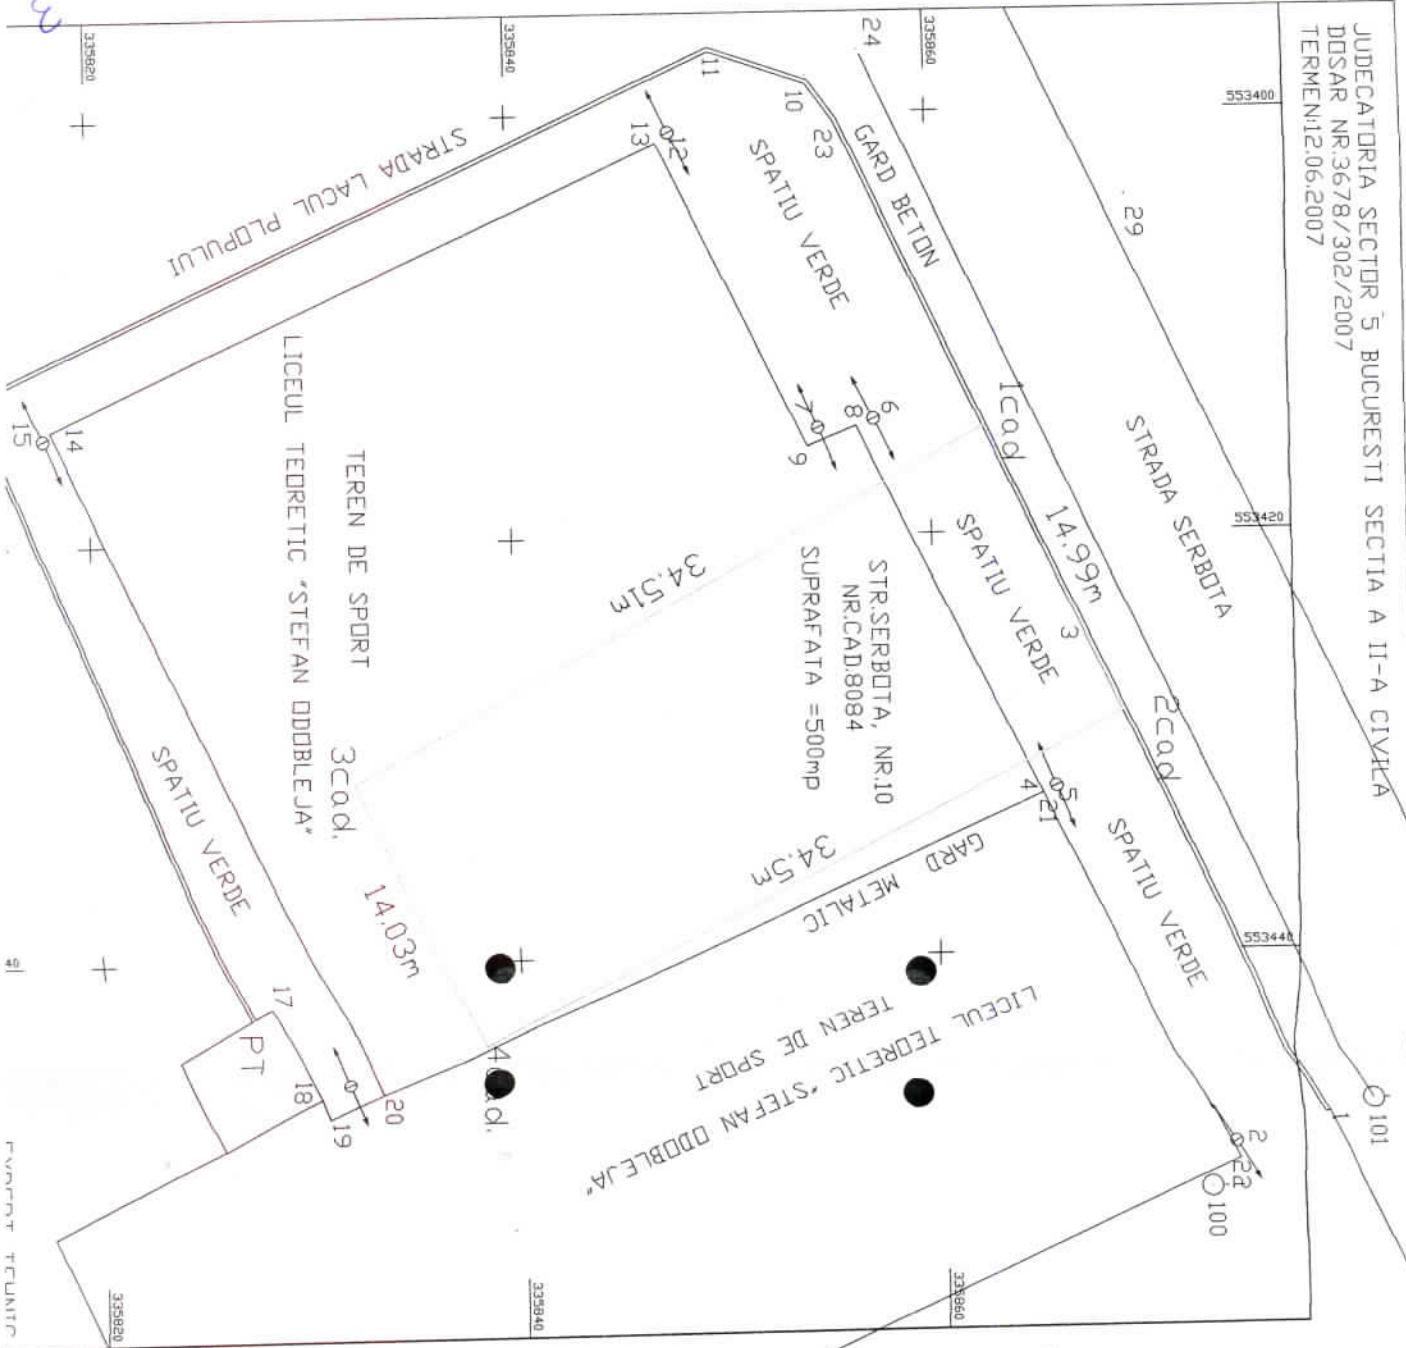 JUDECATORIA SECTOR 5 BUCURESTI SECTIA A II-A CIVILA
DOSAR NR.3678/302/2007
TERMEN:12.06.2007
553400
553420
553440
335860
335840
335820
24
29
STRADA SERBOTA
GARD BETON
1cad
14.99m
2cad
101
1
11
10
23
SPATIU VERDE
3
SPATIU VERDE
SPATIU VERDE
2
22
100
13
12
6
8
7
9
5
4
21
STR.SERBOTA, NR.10
NR.CAD.8084
SUPRAFATA =500mp
34.51m
34.5m
GARD METALIC
STRADA LACUL PLOPULUI
TEREN DE SPORT
LICEUL TEORETIC "STEFAN ODOBLEJA"
3cad.
14.03m
LICEUL TEORETIC "STEFAN ODOBLEJA"
TEREN DE SPORT
14
15
SPATIU VERDE
17
PT
18
19
20
40
335860
335840
335820